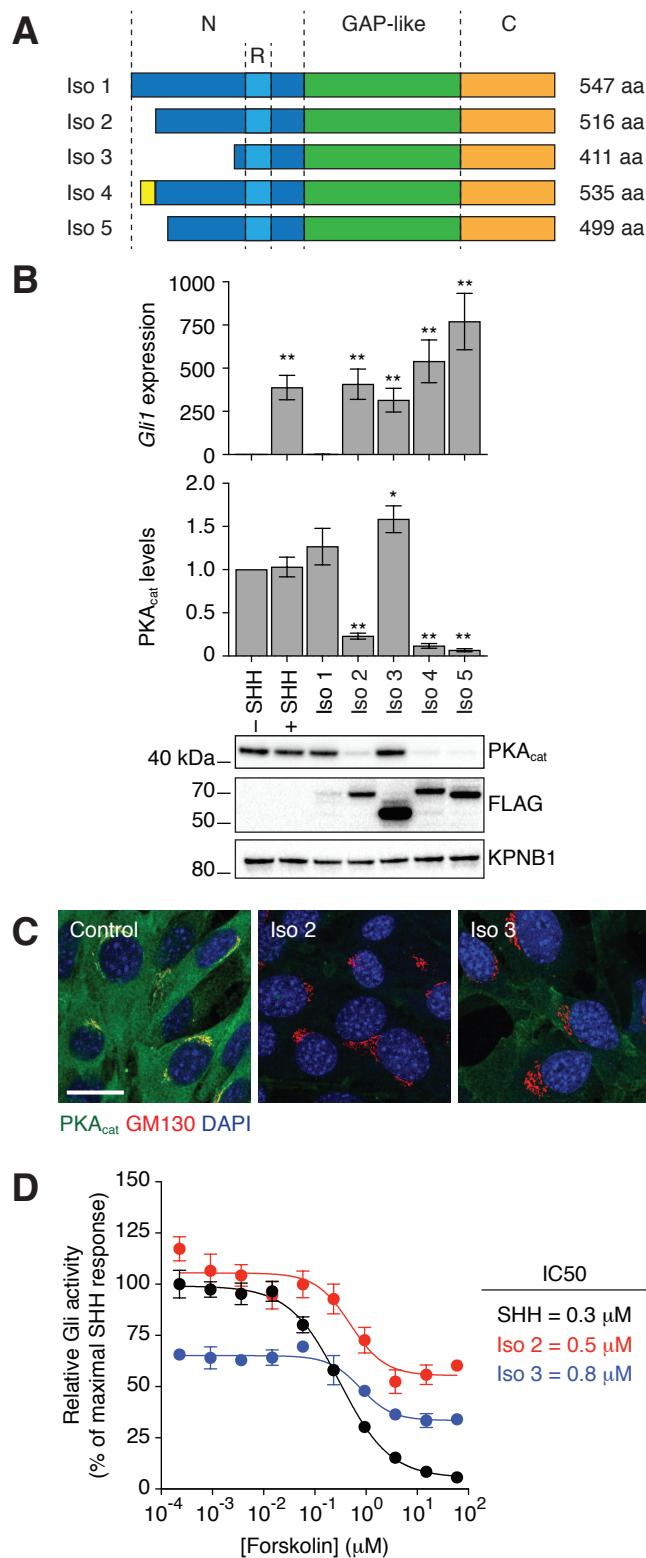 A
N GAP-like C
R
Iso 1 547 aa
Iso 2 516 aa
Iso 3 411 aa
Iso 4 535 aa
Iso 5 499 aa
B
Gli1 expression
1000
750
500
250
0
** ** ** ** **
PKAcat levels
2.0
1.5
1.0
0.5
0
** * ** **
– SHH
+ SHH
Iso 1
Iso 2
Iso 3
Iso 4
Iso 5
40 kDa PKAcat
70
50
FLAG
80 KPNB1
C
Control Iso 2 Iso 3
PKAcat GM130 DAPI
D
Relative Gli activity
(% of maximal SHH response)
150
125
100
75
50
25
0
10-4 10-3 10-2 10-1 100 101 102
[Forskolin] (μM)
IC50
SHH = 0.3 μM
Iso 2 = 0.5 μM
Iso 3 = 0.8 μM